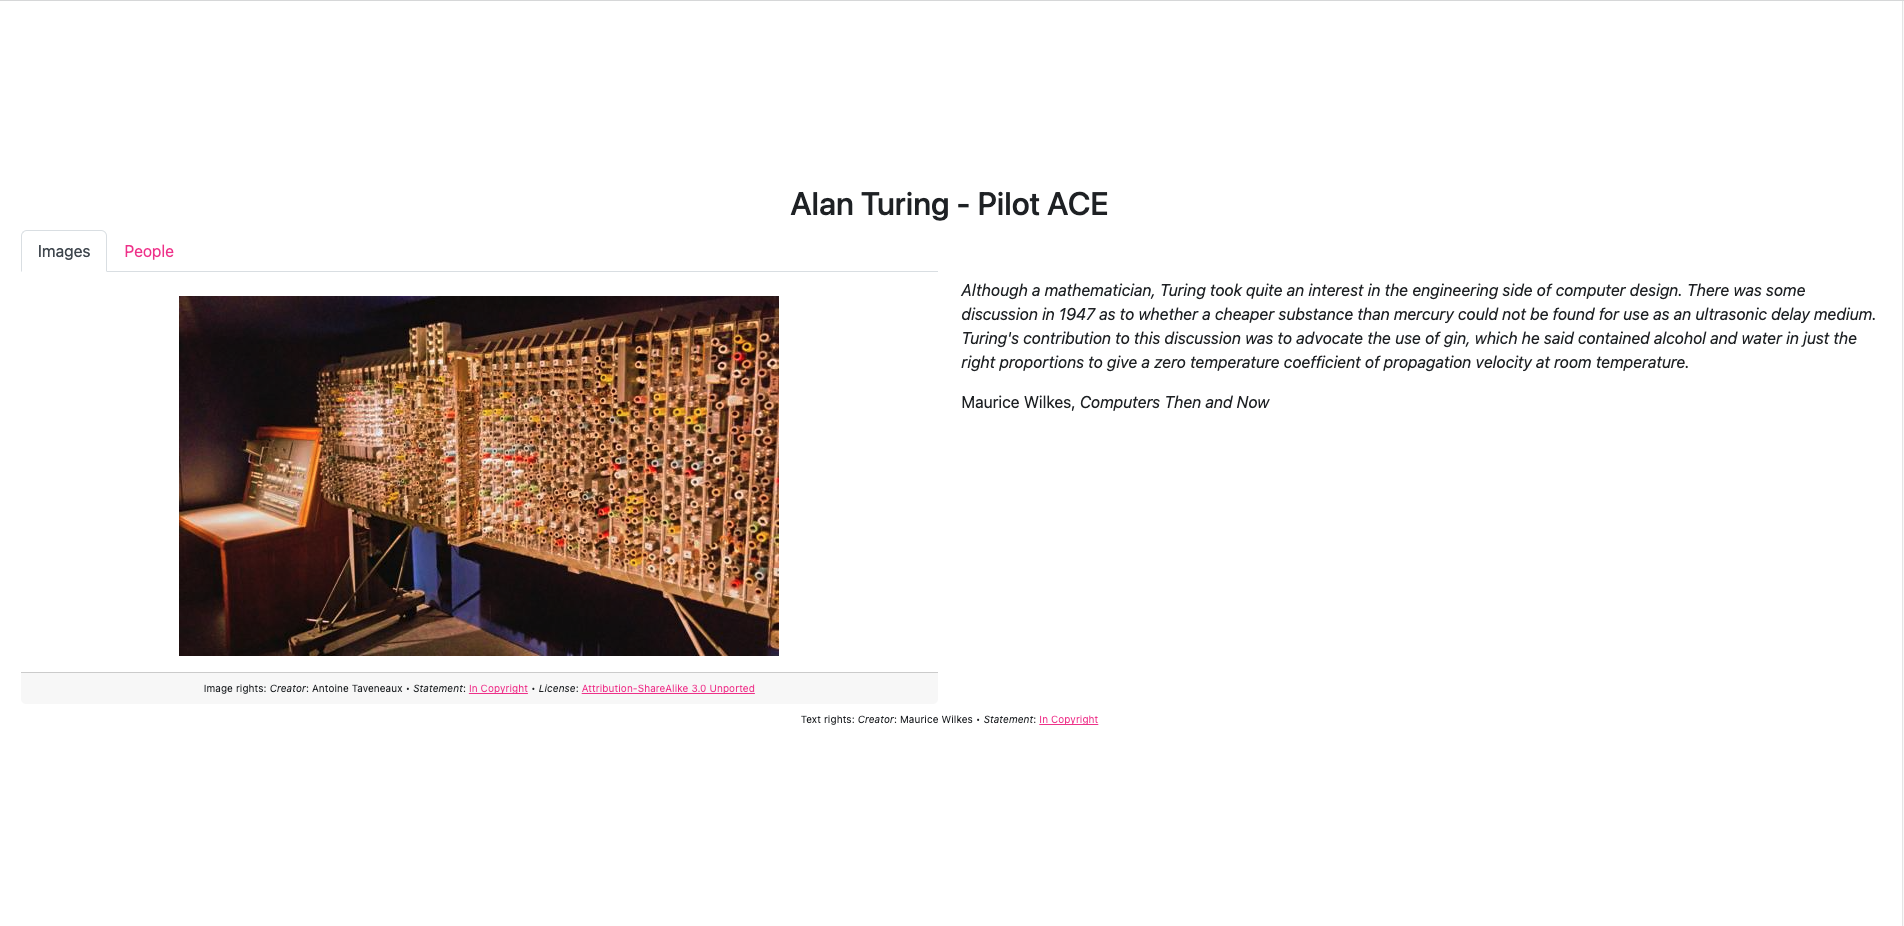 Alan Turing - Pilot ACE
Images
People
Although a mathematician, Turing took quite an interest in the engineering side of computer design. There was some
discussion in 1947 as to whether a cheaper substance than mercury could not be found for use as an ultrasonic delay medium.
Turing's contribution to this discussion was to advocate the use of gin, which he said contained alcohol and water in just the
right proportions to give a zero temperature coefficient of propagation velocity at room temperature.
Maurice Wilkes, Computers Then and Now
Image rights: Creator: Antoine Taveneaux • Statement: In Copyright • License: Attribution-ShareAlike 3.0 Unported
Text rights: Creator: Maurice Wilkes • Statement: In Copyright